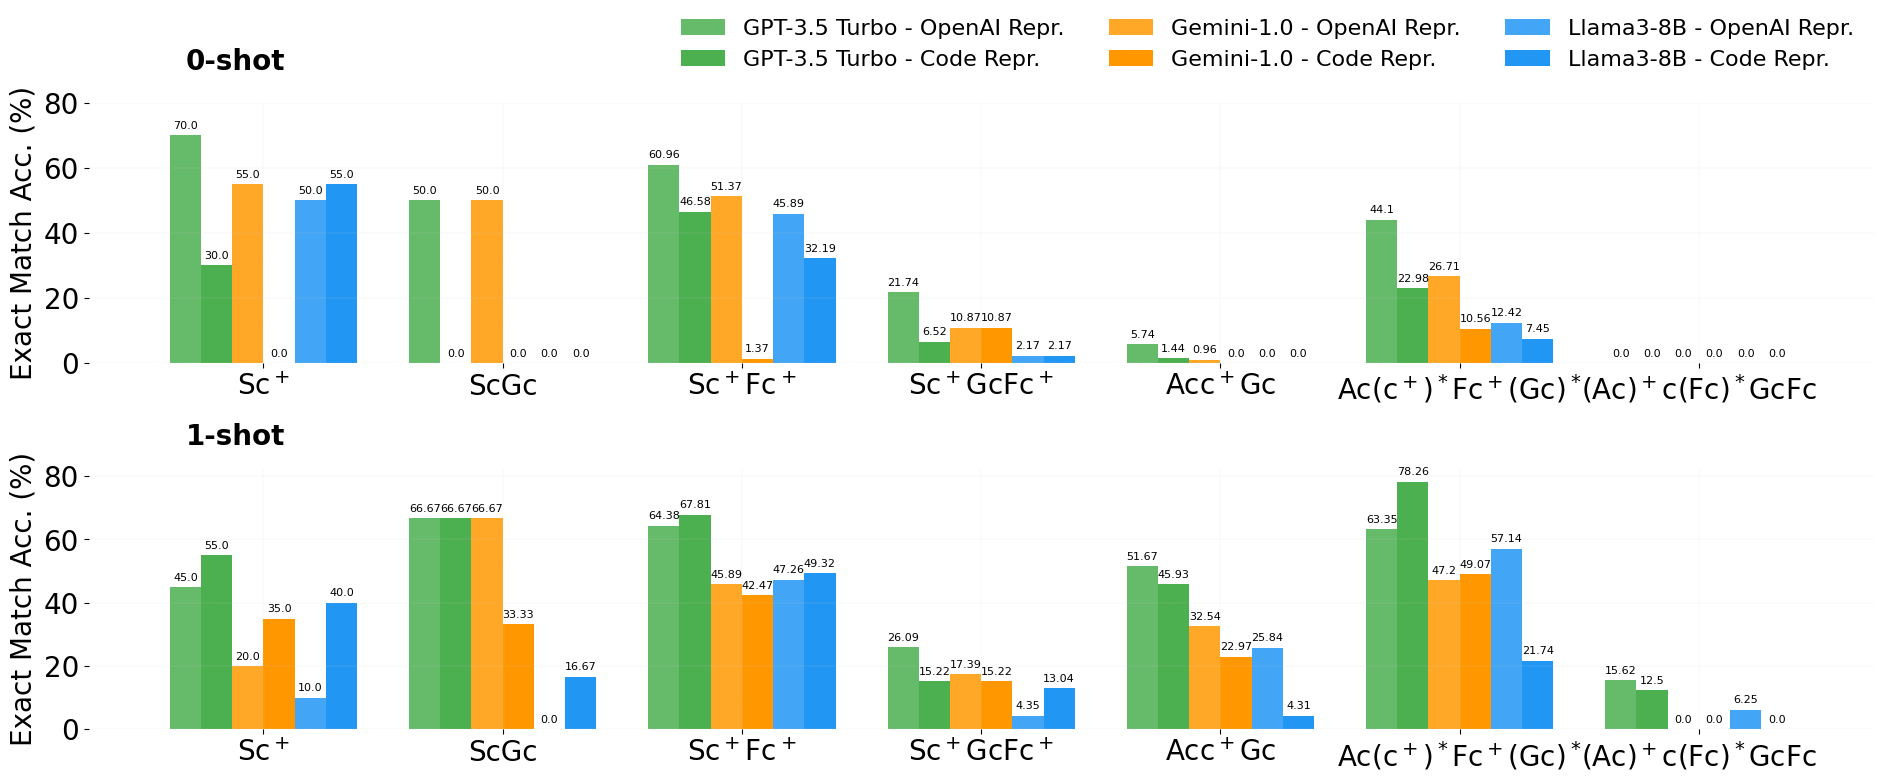 GPT-3.5 Turbo - OpenAI Repr. Gemini-1.0 - OpenAI Repr. Llama3-8B - OpenAI Repr.
GPT-3.5 Turbo - Code Repr. Gemini-1.0 - Code Repr. Llama3-8B - Code Repr.
0-shot
Exact Match Acc. (%)
80
60
40
20
0
70.0 30.0 55.0 0.0 50.0 55.0
50.0 0.0 50.0 0.0 0.0 0.0
60.96 46.58 51.37 1.37 45.89 32.19
21.74 6.52 10.87 10.87 2.17 2.17
5.74 1.44 0.96 0.0 0.0 0.0
44.1 22.98 26.71 10.56 12.42 7.45
0.0 0.0 0.0 0.0 0.0 0.0
Sc⁺ ScGc Sc⁺Fc⁺ Sc⁺GcFc⁺ Acc⁺Gc Ac(c⁺)*Fc⁺(Gc)*(Ac)⁺c(Fc)*GcFc
1-shot
Exact Match Acc. (%)
80
60
40
20
0
45.0 55.0 20.0 35.0 10.0 40.0
66.67 66.67 66.67 33.33 0.0 16.67
64.38 67.81 45.89 42.47 47.26 49.32
26.09 15.22 17.39 15.22 4.35 13.04
51.67 45.93 32.54 22.97 25.84 4.31
63.35 78.26 47.2 49.07 57.14 21.74
15.62 12.5 0.0 0.0 6.25 0.0
Sc⁺ ScGc Sc⁺Fc⁺ Sc⁺GcFc⁺ Acc⁺Gc Ac(c⁺)*Fc⁺(Gc)*(Ac)⁺c(Fc)*GcFc